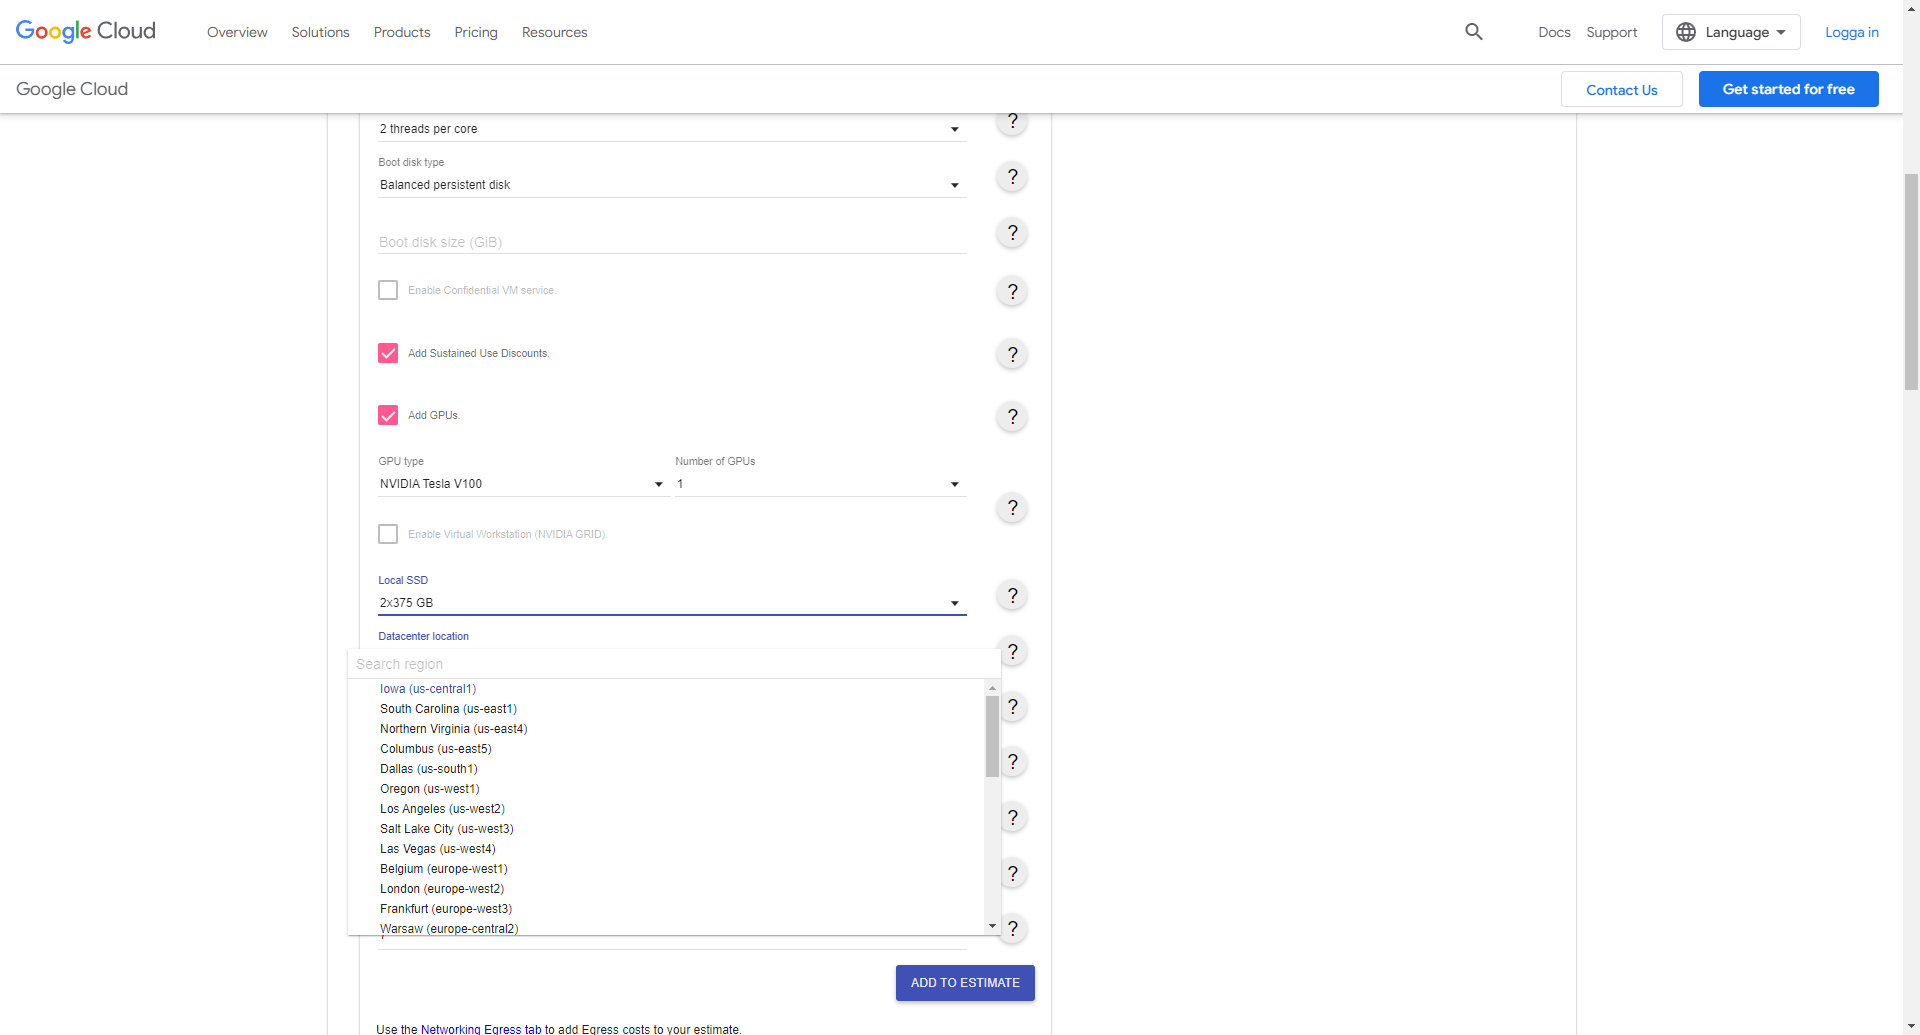 Google Cloud
Overview
Solutions
Products
Pricing
Resources
Docs
Support
Language
Logga in
Google Cloud
Contact Us
Get started for free
2 threads per core
?
Boot disk type
Balanced persistent disk
?
Boot disk size (GiB)
?
Enable Confidential VM service.
?
Add Sustained Use Discounts.
?
Add GPUs.
?
GPU type
Number of GPUs
NVIDIA Tesla V100
1
?
Enable Virtual Workstation (NVIDIA GRID).
Local SSD
2x375 GB
?
Datacenter location
?
Search region
Iowa (us-central1)
South Carolina (us-east1)
?
Northern Virginia (us-east4)
Columbus (us-east5)
Dallas (us-south1)
?
Oregon (us-west1)
Los Angeles (us-west2)
?
Salt Lake City (us-west3)
Las Vegas (us-west4)
Belgium (europe-west1)
?
London (europe-west2)
Frankfurt (europe-west3)
Warsaw (europe-central2)
?
ADD TO ESTIMATE
Use the Networking Egress tab to add Egress costs to your estimate.